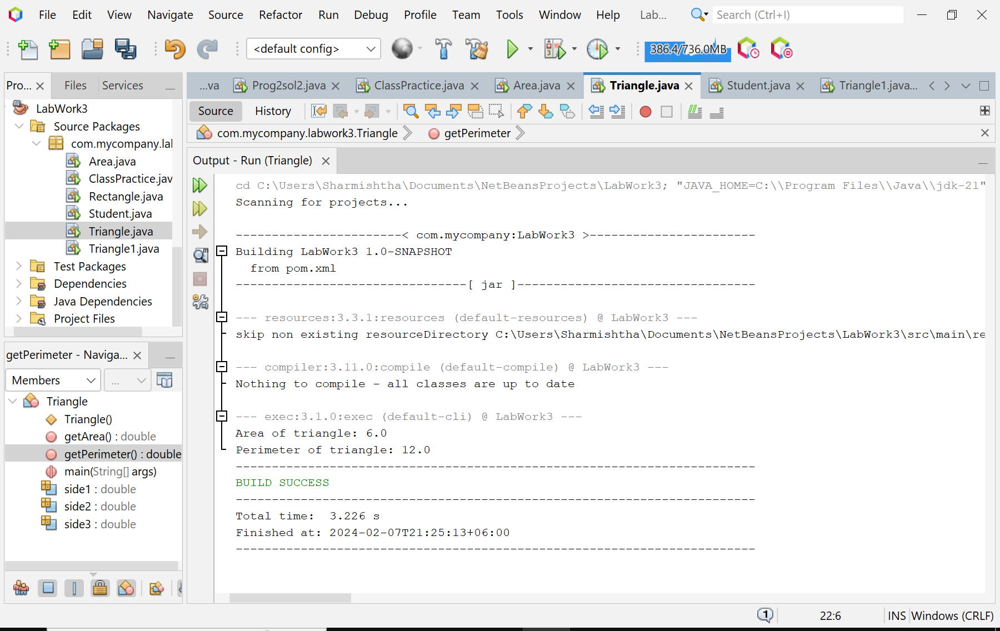 File Edit View Navigate Source Refactor Run Debug Profile Team Tools Window Help Lab... Search (Ctrl+I)
<default config> 386.4/736.0MB
Pro... Files Services
...va Prog2sol2.java ClassPractice.java Area.java Triangle.java Student.java Triangle1.java...
Source History
com.mycompany.labwork3.Triangle getPerimeter
LabWork3
Source Packages
com.mycompany.la
Area.java
ClassPractice.jav
Rectangle.java
Student.java
Triangle.java
Triangle1.java
Test Packages
Dependencies
Java Dependencies
Project Files
getPerimeter - Naviga...
Members ...
Triangle
Triangle()
getArea() : double
getPerimeter() : double
main(String[] args)
side1 : double
side2 : double
side3 : double
Output - Run (Triangle)
cd C:\Users\Sharmishtha\Documents\NetBeansProjects\LabWork3; "JAVA_HOME=C:\\Program Files\\Java\\jdk-21"
Scanning for projects...
-----------------------< com.mycompany:LabWork3 >-----------------------
Building LabWork3 1.0-SNAPSHOT
from pom.xml
--------------------------------[ jar ]---------------------------------
--- resources:3.3.1:resources (default-resources) @ LabWork3 ---
skip non existing resourceDirectory C:\Users\Sharmishtha\Documents\NetBeansProjects\LabWork3\src\main\re
--- compiler:3.11.0:compile (default-compile) @ LabWork3 ---
Nothing to compile - all classes are up to date
--- exec:3.1.0:exec (default-cli) @ LabWork3 ---
Area of triangle: 6.0
Perimeter of triangle: 12.0
------------------------------------------------------------------------
BUILD SUCCESS
------------------------------------------------------------------------
Total time:  3.226 s
Finished at: 2024-02-07T21:25:13+06:00
------------------------------------------------------------------------
1 22:6 INS Windows (CRLF)